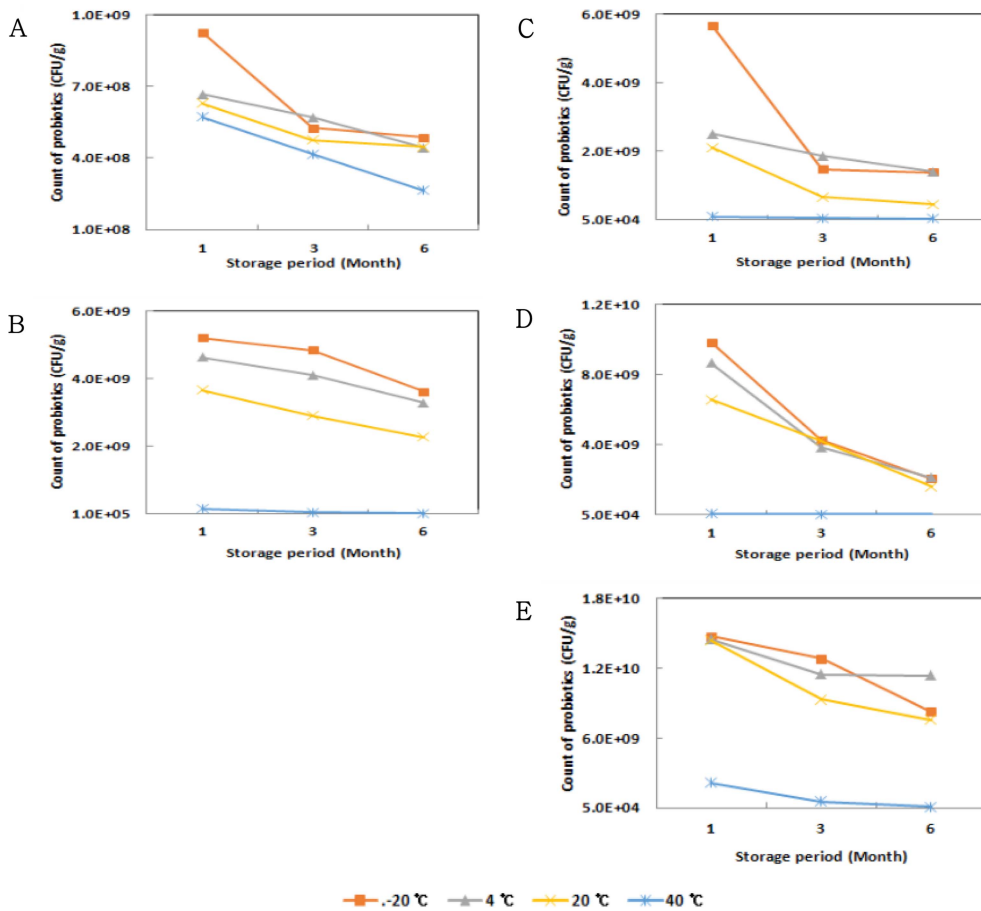 A
Count of probiotics (CFU/g)
1.0E+09
7.0E+08
4.0E+08
1.0E+08
1 3 6
Storage period (Month)
B
Count of probiotics (CFU/g)
6.0E+09
4.0E+09
2.0E+09
1.0E+05
1 3 6
Storage period (Month)
C
Count of probiotics (CFU/g)
6.0E+09
4.0E+09
2.0E+09
5.0E+04
1 3 6
Storage period (Month)
D
Count of probiotics (CFU/g)
1.2E+10
8.0E+09
4.0E+09
5.0E+04
1 3 6
Storage period (Month)
E
Count of probiotics (CFU/g)
1.8E+10
1.2E+10
6.0E+09
5.0E+04
1 3 6
Storage period (Month)
.-20 ℃ 4 ℃ 20 ℃ 40 ℃